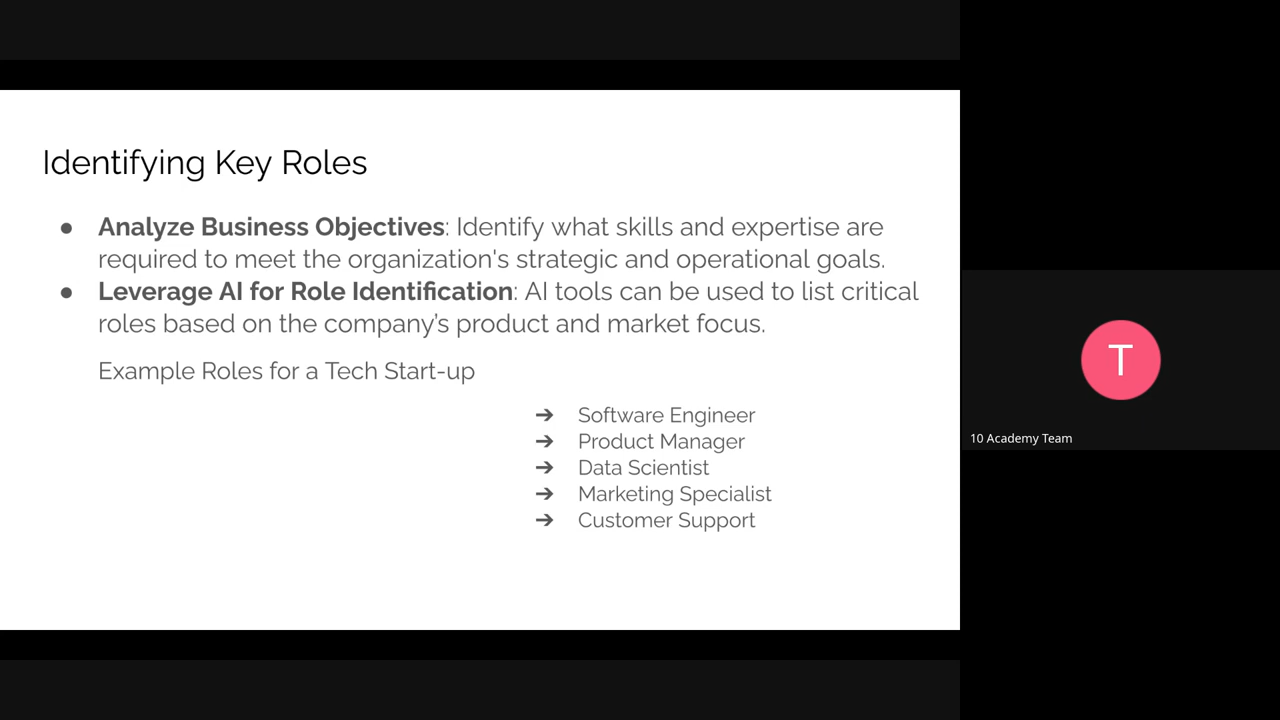 Identifying Key Roles
● Analyze Business Objectives: Identify what skills and expertise are
required to meet the organization's strategic and operational goals.
● Leverage AI for Role Identification: AI tools can be used to list critical
roles based on the company’s product and market focus.
Example Roles for a Tech Start-up
➔ Software Engineer
➔ Product Manager
➔ Data Scientist
➔ Marketing Specialist
➔ Customer Support
T
10 Academy Team